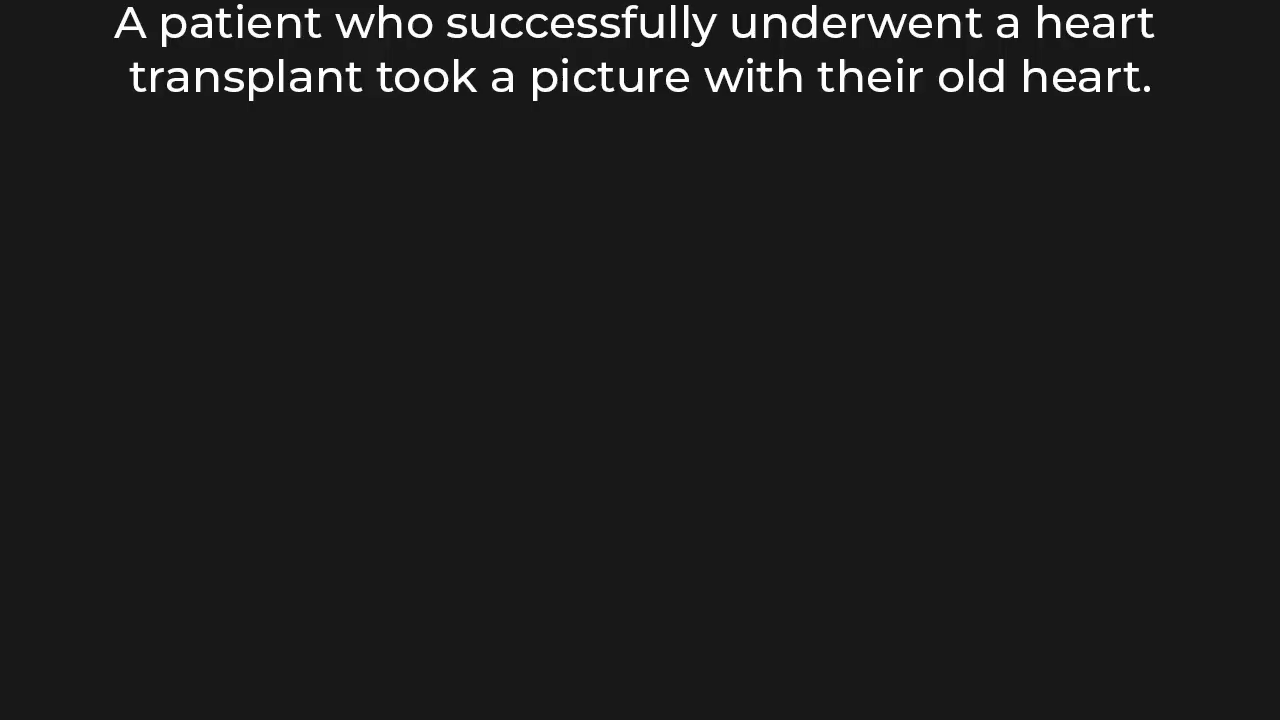 A patient who successfully underwent a heart
transplant took a picture with their old heart.